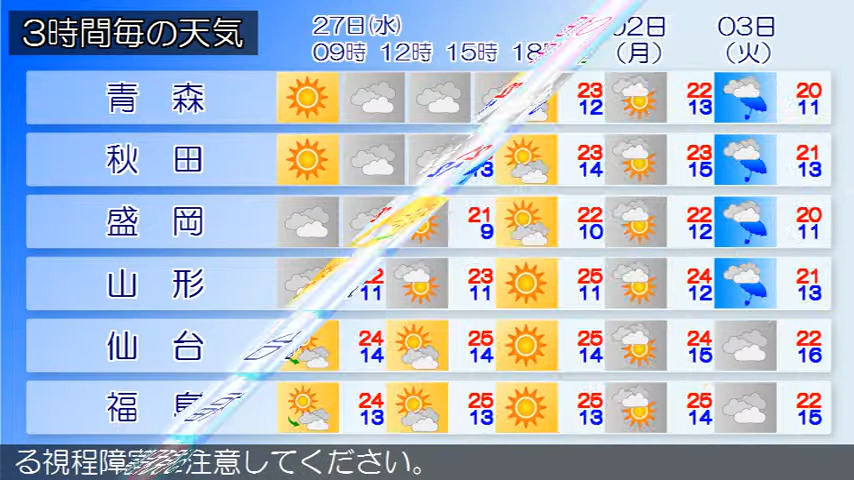 3時間毎の天気
27日(水) 02日 03日
09時 12時 15時 18 (月) (火)
青森 23 12 22 13 20 11
秋田 13 23 14 23 15 21 13
盛岡 21 9 22 10 22 12 20 11
山形 11 23 11 25 11 24 12 21 13
仙台 24 14 25 14 25 14 24 15 22 16
福島 24 13 25 13 25 13 25 14 22 15
る視程障 注意してください。